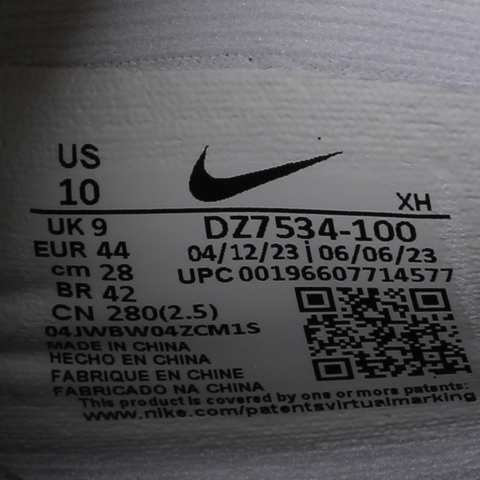 US
10
XH
UK 9
DZ7534-100
EUR 44
04/12/23 | 06/06/23
cm 28
UPC 00196607714577
BR 42
CN 280(2.5)
04JWBW04ZCM1S
MADE IN CHINA
HECHO EN CHINA
FABRIQUE EN CHINE
FABRICADO NA CHINA
This product is covered by one or more patents:
www.nike.com/patentsvirtualmarking